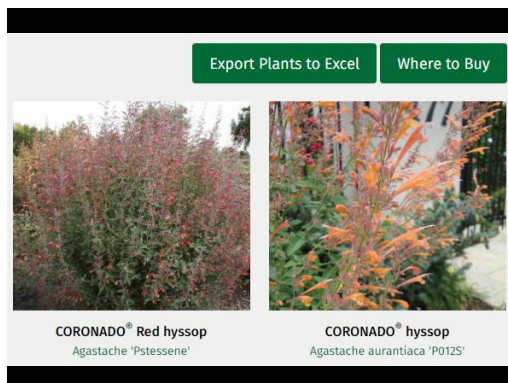 Export Plants to Excel
Where to Buy
CORONADO® Red hyssop
Agastache 'Pstessene'
CORONADO® hyssop
Agastache aurantiaca 'P012S'